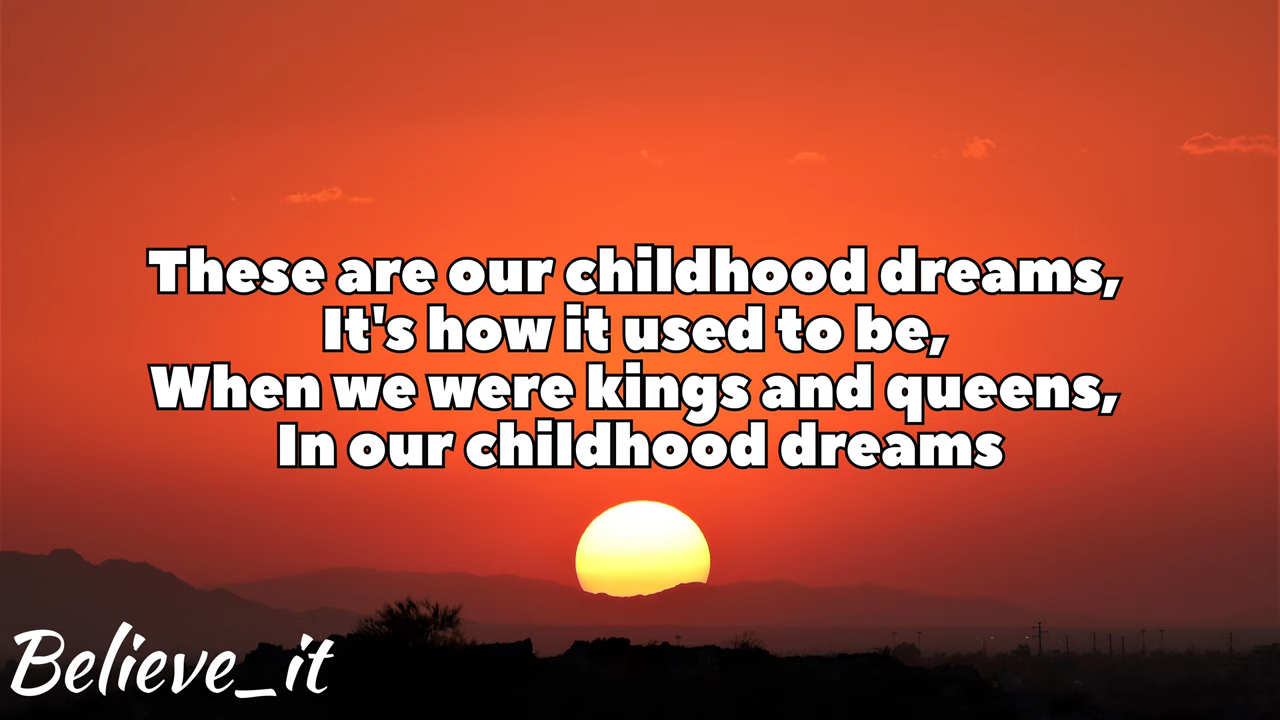 These are our childhood dreams,
It's how it used to be,
When we were kings and queens,
In our childhood dreams
Believe_it